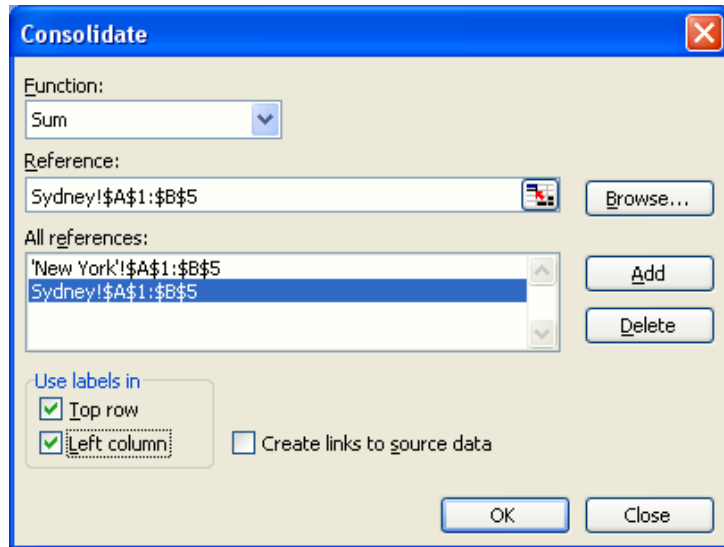 Consolidate
Function:
Sum
Reference:
Sydney!$A$1:$B$5
Browse...
All references:
'New York'!$A$1:$B$5
Sydney!$A$1:$B$5
Add
Delete
Use labels in
Top row
Left column
Create links to source data
OK
Close